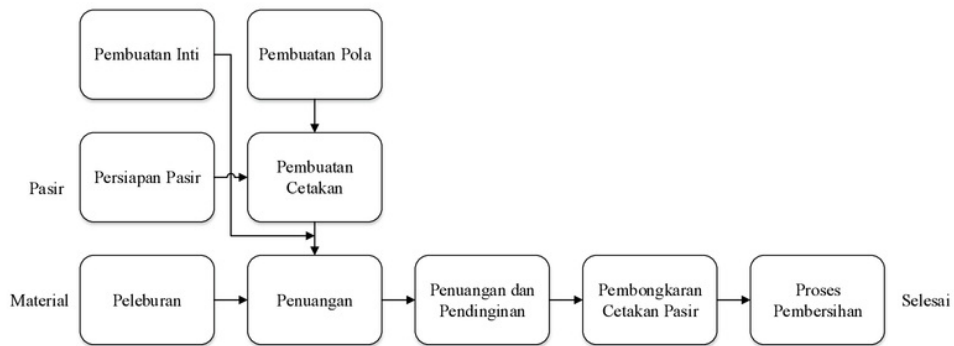 Pembuatan Inti
Pembuatan Pola
Pasir
Persiapan Pasir
Pembuatan
Cetakan
Material
Peleburan
Penuangan
Penuangan dan
Pendinginan
Pembongkaran
Cetakan Pasir
Proses
Pembersihan
Selesai